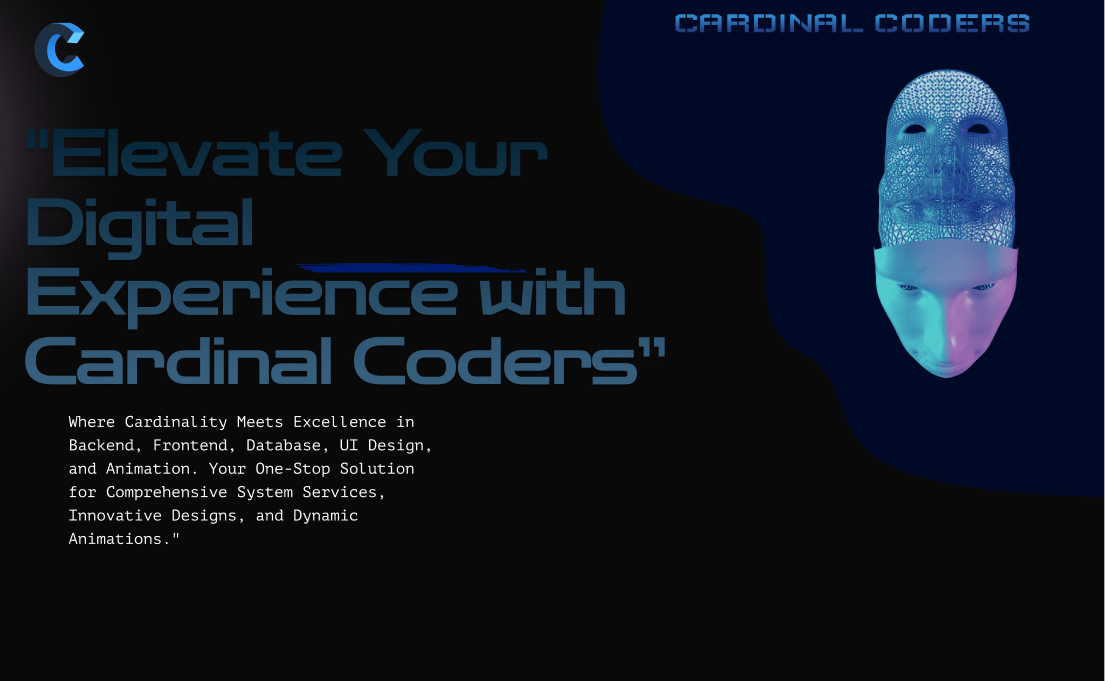 CARDINAL CODERS
"Elevate Your
Digital
Experience with
Cardinal Coders"
Where Cardinality Meets Excellence in
Backend, Frontend, Database, UI Design,
and Animation. Your One-Stop Solution
for Comprehensive System Services,
Innovative Designs, and Dynamic
Animations."